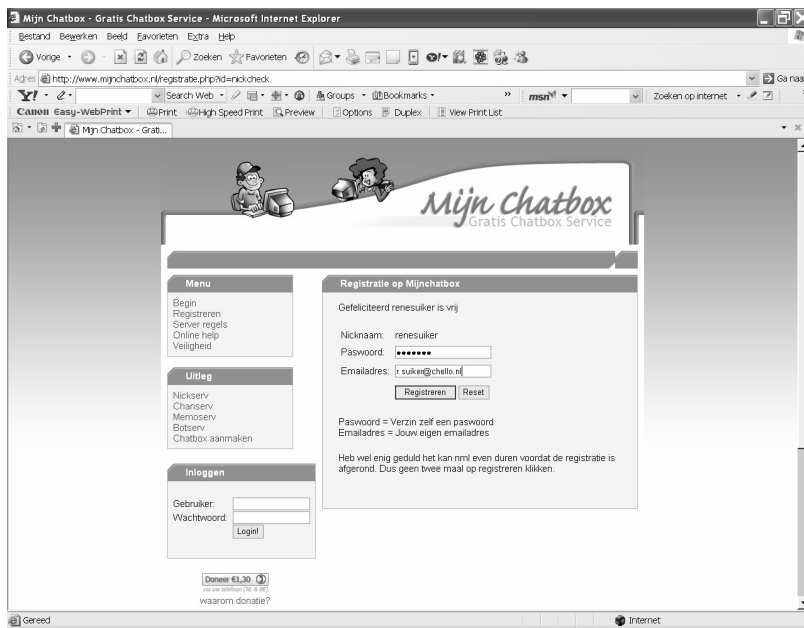 Mijn Chatbox - Gratis Chatbox Service - Microsoft Internet Explorer
Bestand Bewerken Beeld Favorieten Extra Help
Vorige Zoeken Favorieten
Adres http://www.mijnchatbox.nl/registratie.php?id=nickcheck Ga naa
Y! Search Web Groups Bookmarks » msn Zoeken op internet
Canon Easy-WebPrint Print High Speed Print Preview Options Duplex View Print List
Mijn Chatbox - Grati...
Mijn Chatbox
Gratis Chatbox Service
Menu
Begin
Registreren
Server regels
Online help
Veiligheid
Uitleg
Nickserv
Chanserv
Memoserv
Botserv
Chatbox aanmaken
Inloggen
Gebruiker:
Wachtwoord:
Login!
Doneer €1,30
via uw telefoon (NL & BE)
waarom donatie?
Registratie op Mijnchatbox
Gefeliciteerd renesuiker is vrij
Nicknaam: renesuiker
Paswoord: •••••••
Emailadres: r.suiker@chello.nl
Registreren Reset
Paswoord = Verzin zelf een paswoord
Emailadres = Jouw eigen emailadres
Heb wel enig geduld het kan nml even duren voordat de registratie is
afgerond. Dus geen twee maal op registreren klikken.
Gereed Internet